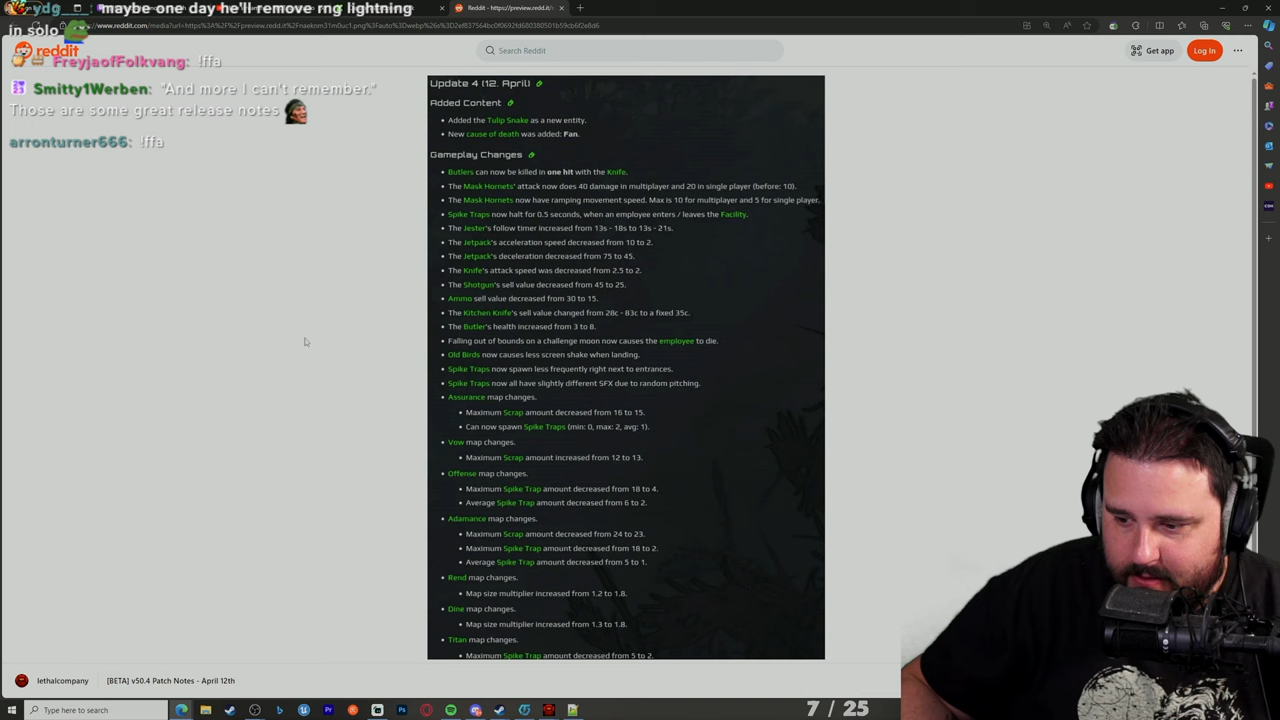 ydg___: maybe one day he'll remove rng lighting
in solo
FreyjaofFolkvang: !ffa
Smitty1Werben: "And more I can't remember."
Those are some great release notes
arronturner666: !ffa
Reddit - https://preview.redd.it/
reddit
Search Reddit
Get app
Log In
Update 4 (12. April)
Added Content
• Added the Tulip Snake as a new entity.
• New cause of death was added: Fan.
Gameplay Changes
• Butlers can now be killed in one hit with the Knife.
• The Mask Hornets' attack now does 40 damage in multiplayer and 20 in single player (before: 10).
• The Mask Hornets now have ramping movement speed. Max is 10 for multiplayer and 5 for single player.
• Spike Traps now halt for 0.5 seconds, when an employee enters / leaves the Facility.
• The Jester's follow timer increased from 13s - 18s to 13s - 21s.
• The Jetpack's acceleration speed decreased from 10 to 2.
• The Jetpack's deceleration decreased from 75 to 45.
• The Knife's attack speed was decreased from 2.5 to 2.
• The Shotgun's sell value decreased from 45 to 25.
• Ammo sell value decreased from 30 to 15.
• The Kitchen Knife's sell value changed from 28c - 83c to a fixed 35c.
• The Butler's health increased from 3 to 8.
• Falling out of bounds on a challenge moon now causes the employee to die.
• Old Birds now causes less screen shake when landing.
• Spike Traps now spawn less frequently right next to entrances.
• Spike Traps now all have slightly different SFX due to random pitching.
• Assurance map changes.
• Maximum Scrap amount decreased from 16 to 15.
• Can now spawn Spike Traps (min: 0, max: 2, avg: 1).
• Vow map changes.
• Maximum Scrap amount increased from 12 to 13.
• Offense map changes.
• Maximum Spike Trap amount decreased from 18 to 4.
• Average Spike Trap amount decreased from 6 to 2.
• Adamance map changes.
• Maximum Scrap amount decreased from 24 to 23.
• Maximum Spike Trap amount decreased from 18 to 2.
• Average Spike Trap amount decreased from 5 to 1.
• Rend map changes.
• Map size multiplier increased from 1.2 to 1.8.
• Dine map changes.
• Map size multiplier increased from 1.3 to 1.8.
• Titan map changes.
• Maximum Spike Trap amount decreased from 5 to 2.
lethalcompany
[BETA] v50.4 Patch Notes - April 12th
Type here to search
7 / 25